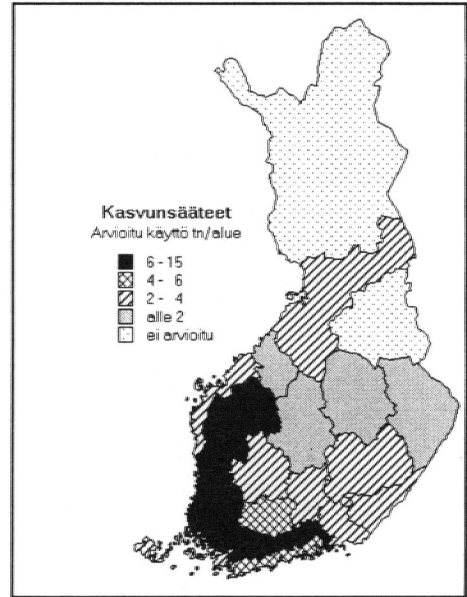 Kasvunsääteet
Arvioitu käyttö tn/alue
6 - 15
4 - 6
2 - 4
alle 2
ei arvioitu